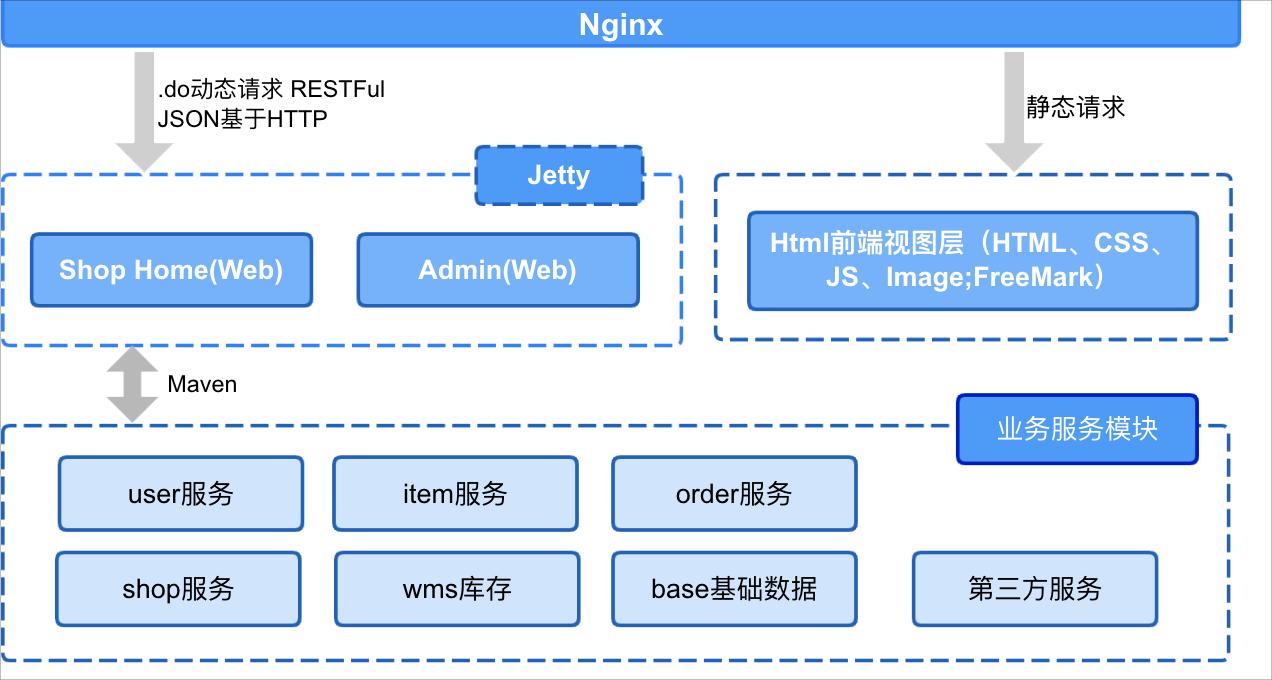 Nginx
.do动态请求 RESTFul
JSON基于HTTP
静态请求
Jetty
Shop Home(Web)
Admin(Web)
Html前端视图层（HTML、CSS、
JS、Image;FreeMark）
Maven
业务服务模块
user服务
item服务
order服务
shop服务
wms库存
base基础数据
第三方服务